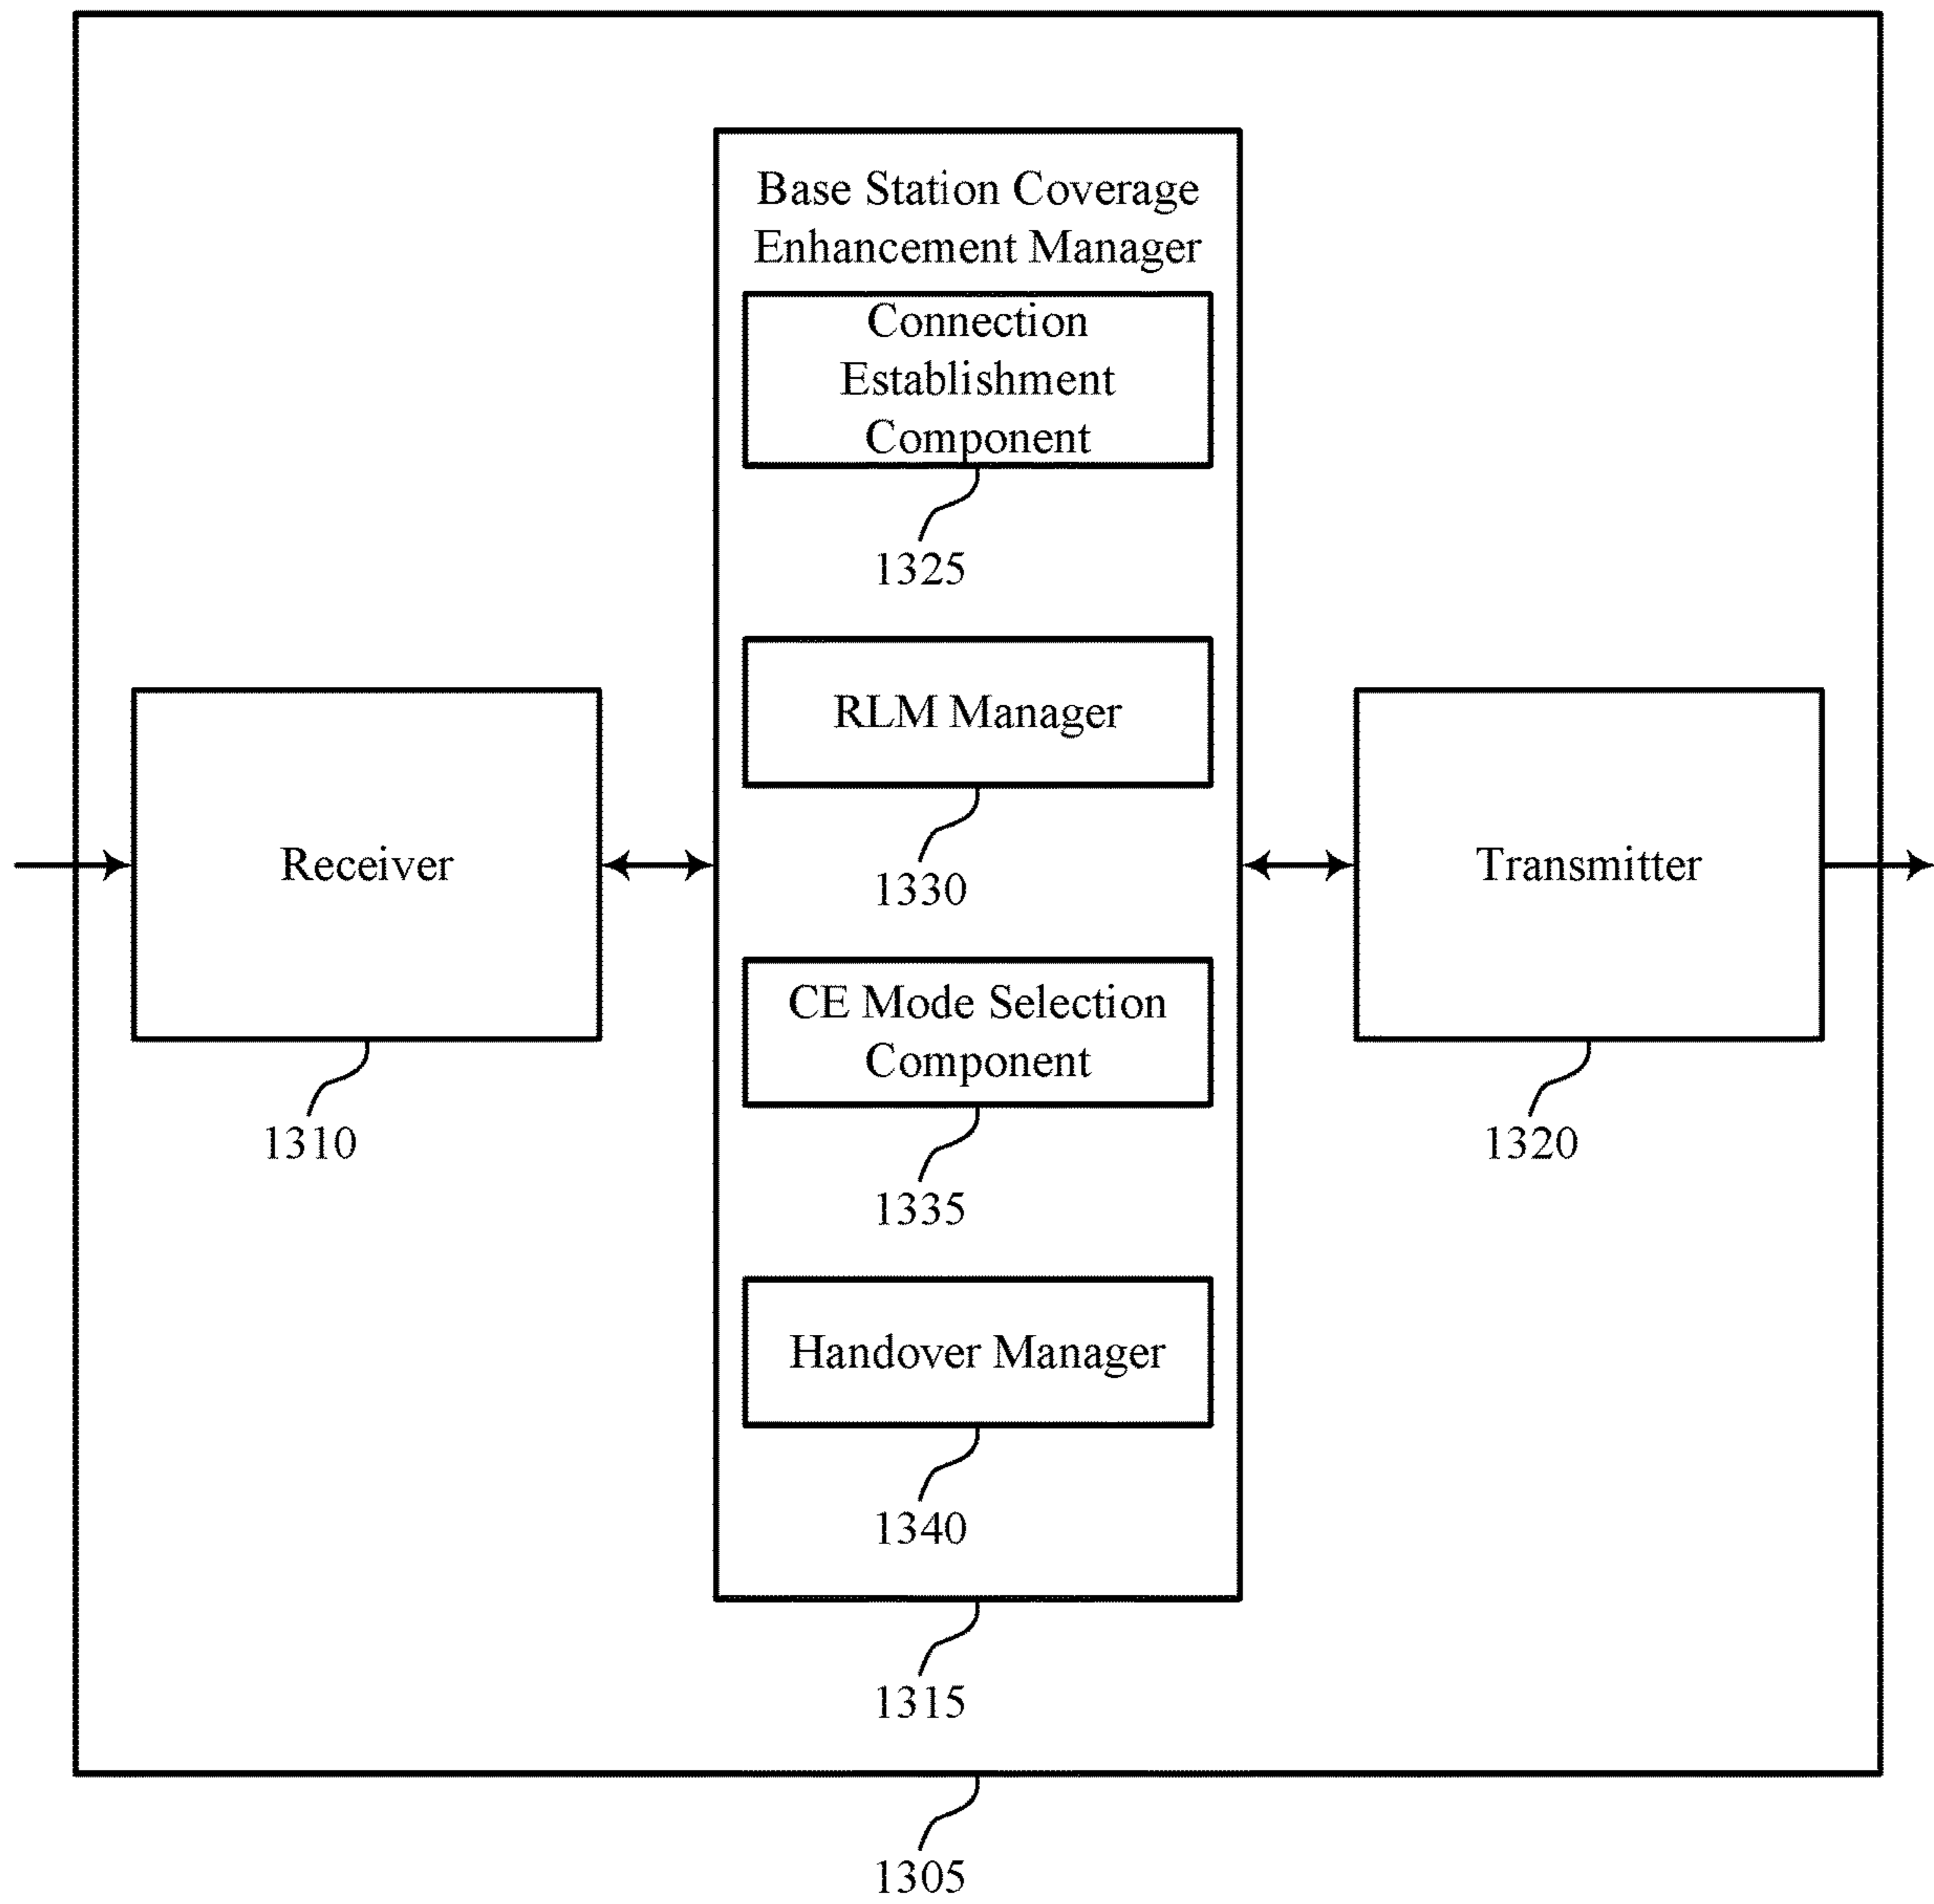 Base Station Coverage
Enhancement Manager
Connection
Establishment
Component
1325
RLM Manager
1330
CE Mode Selection
Component
1335
Handover Manager
1340
1315
Receiver
1310
Transmitter
1320
1305